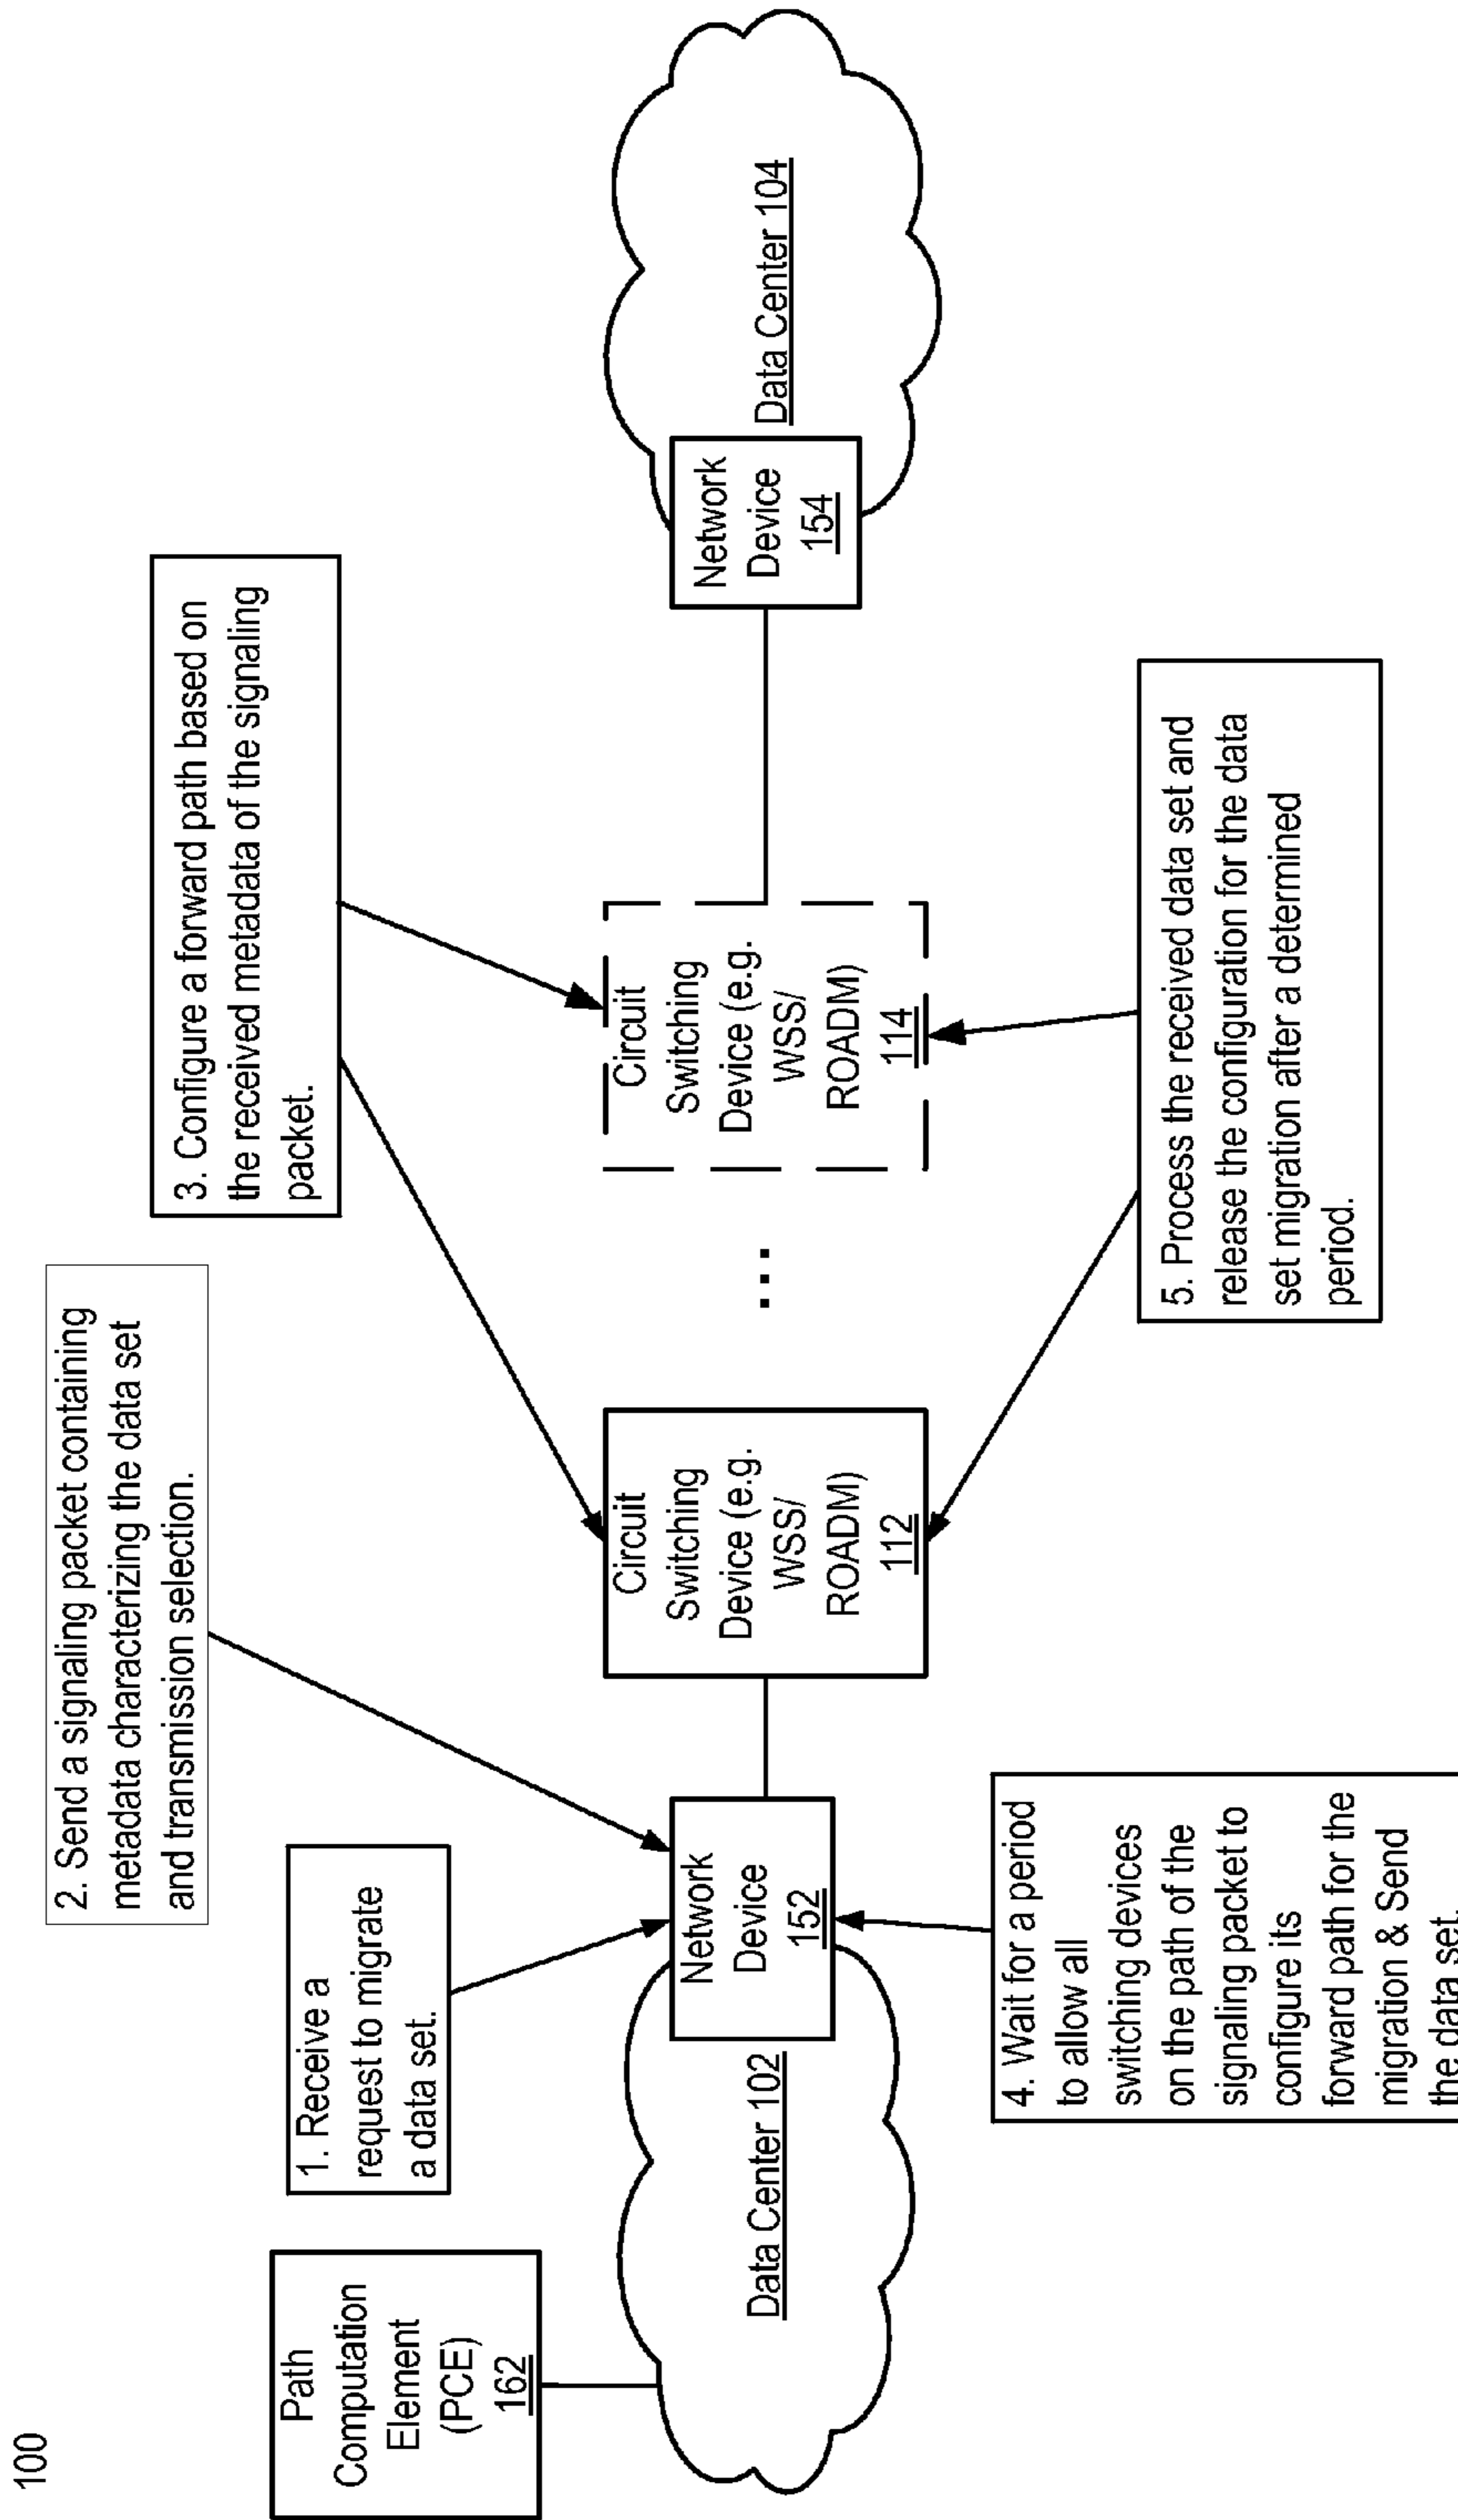 100
2. Send a signaling packet containing
metadata characterizing the data set
and transmission selection.
3. Configure a forward path based on
the received metadata of the signaling
packet.
Path
Computation
Element
(PCE)
162
1. Receive a
request to migrate
a data set.
Data Center 102
Network
Device
152
Circuit
Switching
Device (e.g.
WSS/
ROADM)
112
...
Circuit
Switching
Device (e.g.
WSS/
ROADM)
114
Network
Device
154
Data Center 104
4. Wait for a period
to allow all
switching devices
on the path of the
signaling packet to
configure its
forward path for the
migration & Send
the data set.
5. Process the received data set and
release the configuration for the data
set migration after a determined
period.